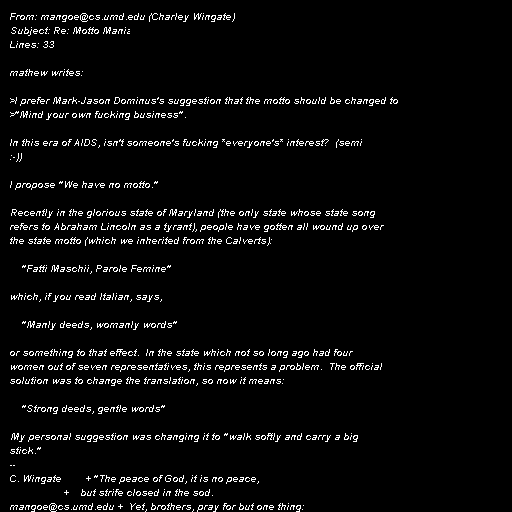 From: mangoe@cs.umd.edu (Charley Wingate)
Subject: Re: Motto Mania
Lines: 33
mathew writes:
>I prefer Mark-Jason Dominus's suggestion that the motto should be changed to
>"Mind your own fucking business".
In this era of AIDS, isn't someone's fucking *everyone's* interest?  (semi
:-))
I propose "We have no motto."
Recently in the glorious state of Maryland (the only state whose state song
refers to Abraham Lincoln as a tyrant), people have gotten all wound up over
the state motto (which we inherited from the Calverts):
"Fatti Maschii, Parole Femine"
which, if you read Italian, says,
"Manly deeds, womanly words"
or something to that effect.  In the state which not so long ago had four
women out of seven representatives, this represents a problem.  The official
solution was to change the translation, so now it means:
"Strong deeds, gentle words"
My personal suggestion was changing it to "walk softly and carry a big
stick."
--
C. Wingate        + "The peace of God, it is no peace,
+    but strife closed in the sod.
mangoe@cs.umd.edu +  Yet, brothers, pray for but one thing: